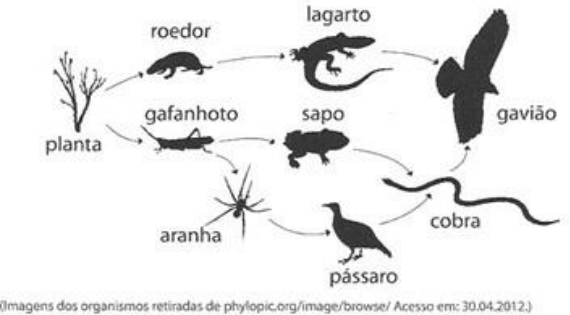 lagarto
roedor
gafanhoto sapo gavião
planta
aranha cobra
pássaro
(Imagens dos organismos retiradas de phylopic.org/image/browse/ Acesso em: 30.04.2012.)